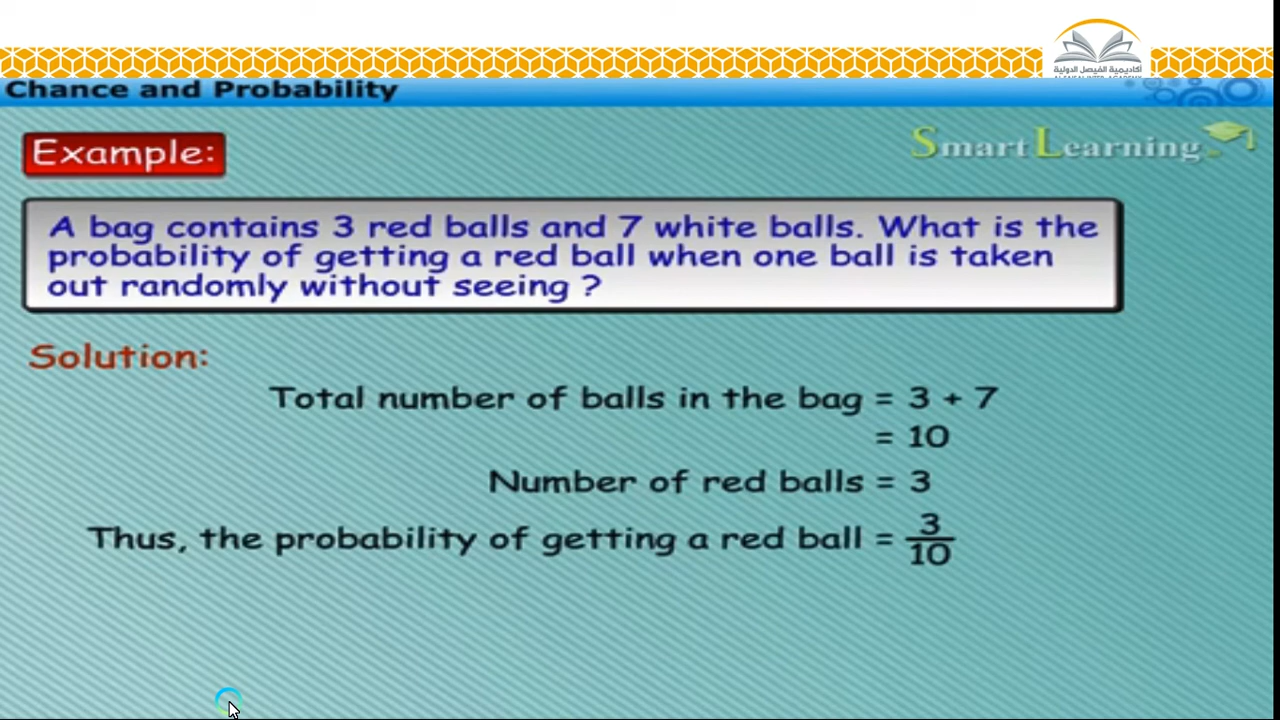 أكاديمية الفيصل الدولية
Chance and Probability
Smart Learning
Example:
A bag contains 3 red balls and 7 white balls. What is the
probability of getting a red ball when one ball is taken
out randomly without seeing ?
Solution:
Total number of balls in the bag = 3 + 7
= 10
Number of red balls = 3
Thus, the probability of getting a red ball = 3/10